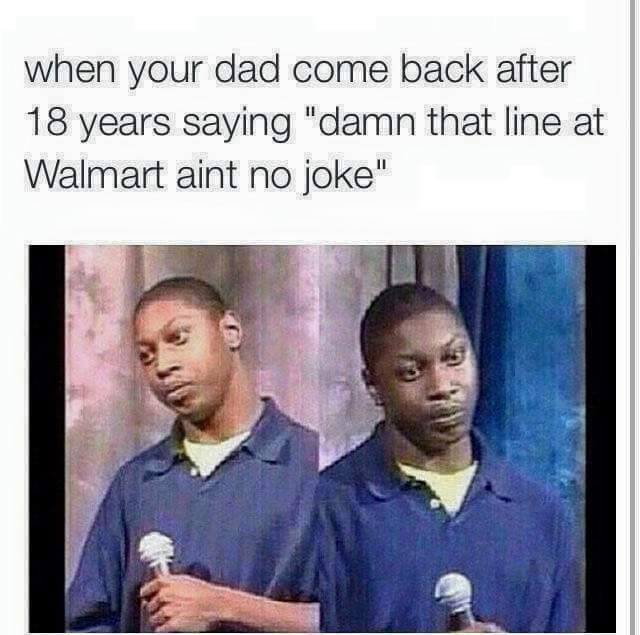 when your dad come back after
18 years saying "damn that line at
Walmart aint no joke"